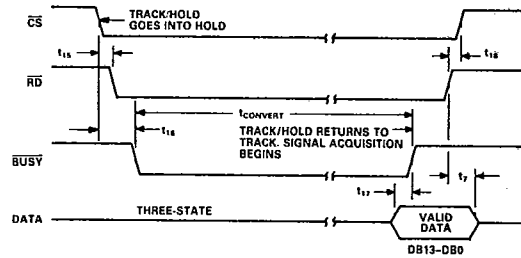 CS
TRACK/HOLD
GOES INTO HOLD
t15
t18
RD
tCONVERT
t16
TRACK/HOLD RETURNS TO
TRACK. SIGNAL ACQUISITION
BEGINS
BUSY
t7
t17
DATA
THREE-STATE
VALID
DATA
DB13-DB0